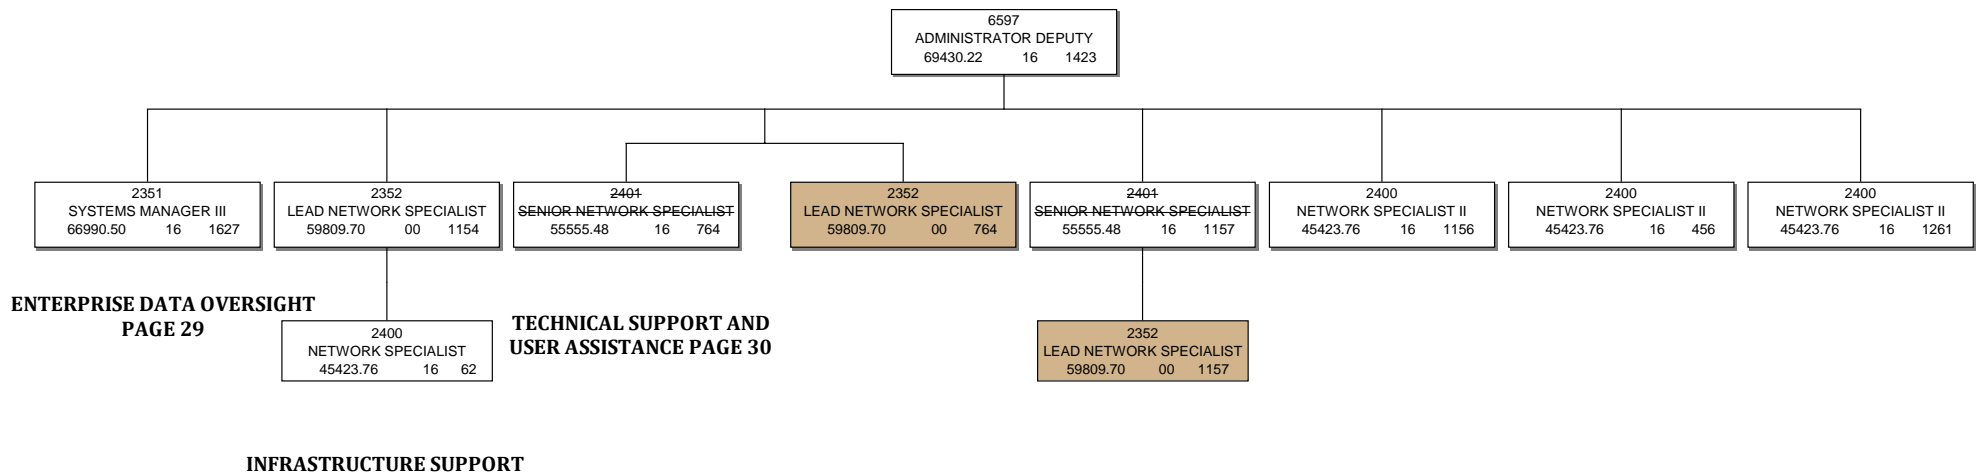 6597
ADMINISTRATOR DEPUTY
69430.22 16 1423
2351
SYSTEMS MANAGER III
66990.50 16 1627
2352
LEAD NETWORK SPECIALIST
59809.70 00 1154
2401
SENIOR NETWORK SPECIALIST
55555.48 16 764
2352
LEAD NETWORK SPECIALIST
59809.70 00 764
2401
SENIOR NETWORK SPECIALIST
55555.48 16 1157
2400
NETWORK SPECIALIST II
45423.76 16 1156
2400
NETWORK SPECIALIST II
45423.76 16 456
2400
NETWORK SPECIALIST II
45423.76 16 1261
ENTERPRISE DATA OVERSIGHT
PAGE 29
2400
NETWORK SPECIALIST
45423.76 16 62
TECHNICAL SUPPORT AND
USER ASSISTANCE PAGE 30
2352
LEAD NETWORK SPECIALIST
59809.70 00 1157
INFRASTRUCTURE SUPPORT